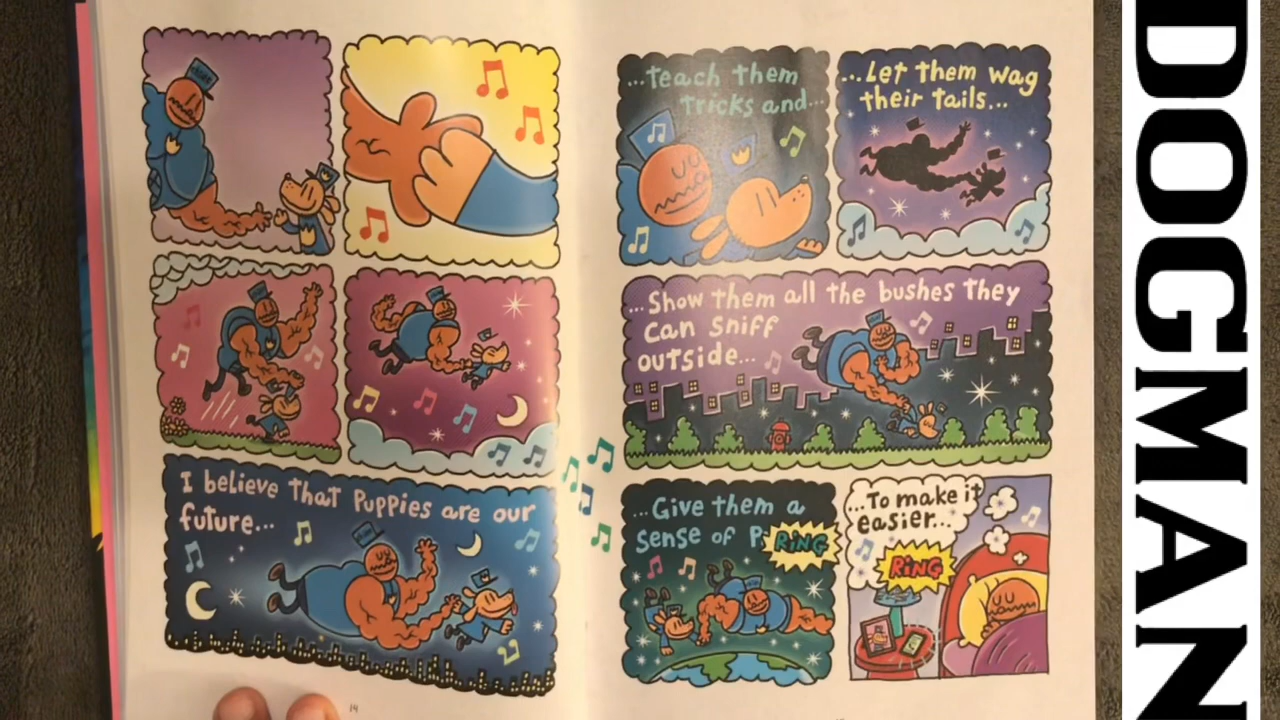 I believe That Puppies are our
future...
14
...teach them
Tricks and...
...Let them wag
their tails...
...Show them all the bushes they
can sniff
outside...
...Give them a
sense of P
RING
...To make it
easier...
RING
DOGMAN